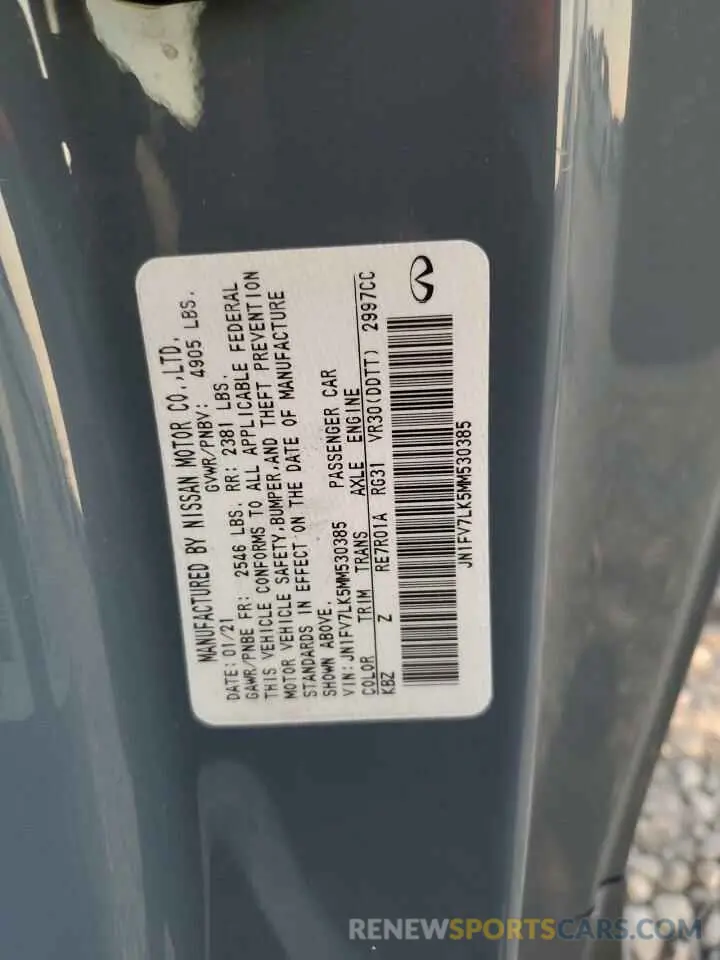 MANUFACTURED BY NISSAN MOTOR CO.,LTD.
DATE: 01/21 GVWR/PNBV: 4905 LBS.
GAWR/PNBE FR: 2546 LBS. RR: 2381 LBS.
THIS VEHICLE CONFORMS TO ALL APPLICABLE FEDERAL
MOTOR VEHICLE SAFETY,BUMPER,AND THEFT PREVENTION
STANDARDS IN EFFECT ON THE DATE OF MANUFACTURE
SHOWN ABOVE.
VIN: JN1FV7LK5MM530385 PASSENGER CAR
COLOR TRIM TRANS AXLE ENGINE
KBZ Z RE7R01A RG31 VR30(DDTT) 2997CC
JN1FV7LK5MM530385
RENEWSPORTSCARS.COM